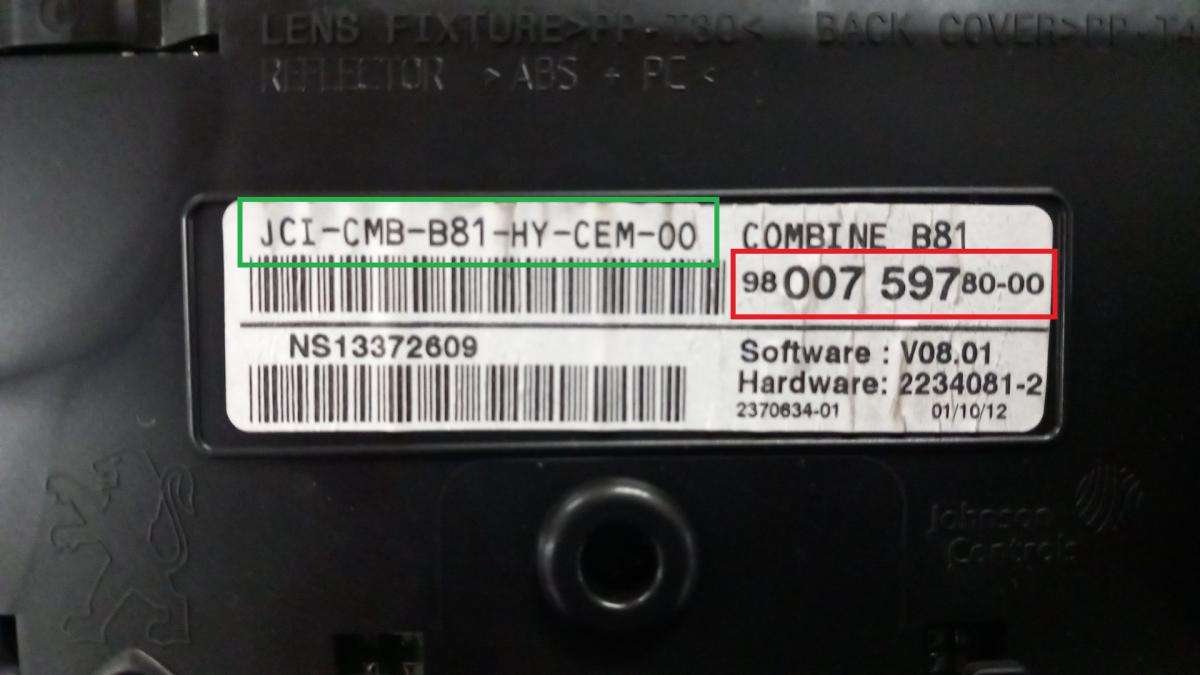 LENS FIXTURE>PP-T30< BACK COVER>PP-T4
REFLECTOR >ABS + PC<
JCI-CMB-B81-HY-CEM-00
COMBINE B81
98 007 597 80-00
NS13372609
Software : V08.01
Hardware: 2234081-2
2370634-01 01/10/12
Johnson
Controls